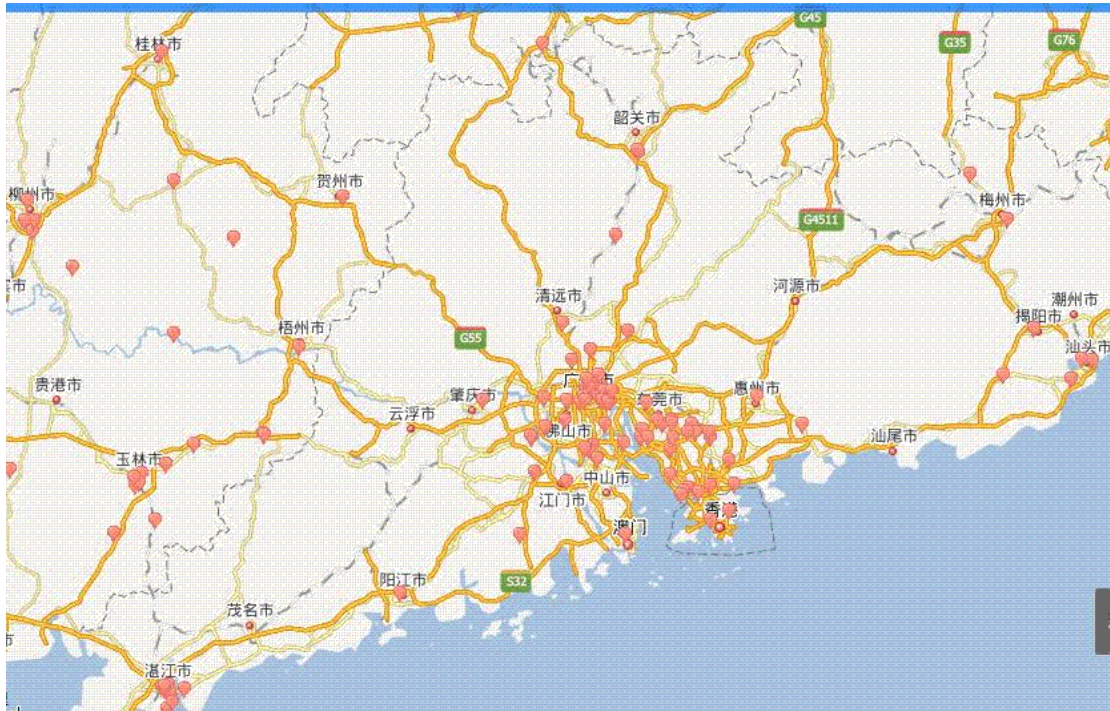 G45
G35
G76
桂林市
韶关市
贺州市
柳州市
梅州市
G4511
河源市
清远市
潮州市
揭阳市
梧州市
G55
汕头市
贵港市
肇庆市
惠州市
云浮市
佛山市
汕尾市
玉林市
中山市
江门市
香港
澳门
阳江市
S32
茂名市
湛江市